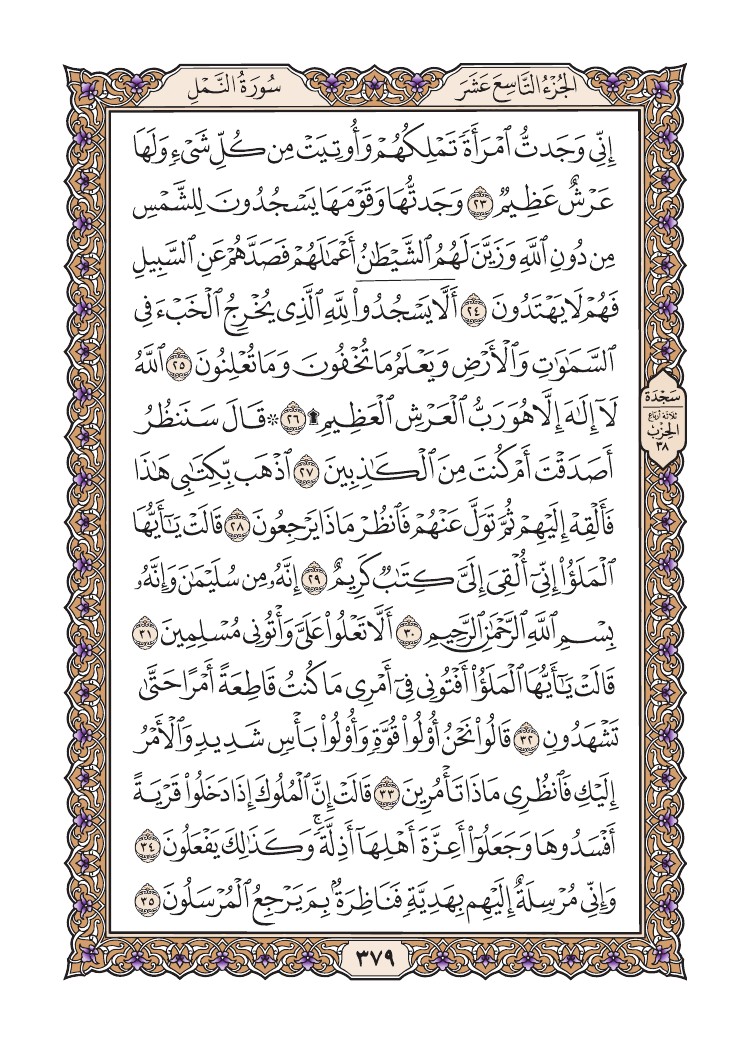 الجُزْءُ التَّاسِعَ عَشَرَ
سُورَةُ النَّمْلِ
إِنِّي وَجَدتُّ ٱمْرَأَةً تَمْلِكُهُمْ وَأُوتِيَتْ مِن كُلِّ شَىْءٍ وَلَهَا
عَرْشٌ عَظِيمٌ ٢٣ وَجَدتُّهَا وَقَوْمَهَا يَسْجُدُونَ لِلشَّمْسِ
مِن دُونِ ٱللَّهِ وَزَيَّنَ لَهُمُ ٱلشَّيْطَٰنُ أَعْمَٰلَهُمْ فَصَدَّهُمْ عَنِ ٱلسَّبِيلِ
فَهُمْ لَا يَهْتَدُونَ ٢٤ أَلَّا يَسْجُدُوا۟ لِلَّهِ ٱلَّذِى يُخْرِجُ ٱلْخَبْءَ فِى
ٱلسَّمَٰوَٰتِ وَٱلْأَرْضِ وَيَعْلَمُ مَا تُخْفُونَ وَمَا تُعْلِنُونَ ٢٥ ٱللَّهُ
لَآ إِلَٰهَ إِلَّا هُوَ رَبُّ ٱلْعَرْشِ ٱلْعَظِيمِ ۩ ٢٦ ۞ قَالَ سَنَنظُرُ
أَصَدَقْتَ أَمْ كُنتَ مِنَ ٱلْكَٰذِبِينَ ٢٧ ٱذْهَب بِّكِتَٰبِى هَٰذَا
فَأَلْقِهْ إِلَيْهِمْ ثُمَّ تَوَلَّ عَنْهُمْ فَٱنظُرْ مَاذَا يَرْجِعُونَ ٢٨ قَالَتْ يَٰٓأَيُّهَا
ٱلْمَلَؤُا۟ إِنِّىٓ أُلْقِىَ إِلَىَّ كِتَٰبٌ كَرِيمٌ ٢٩ إِنَّهُۥ مِن سُلَيْمَٰنَ وَإِنَّهُۥ
بِسْمِ ٱللَّهِ ٱلرَّحْمَٰنِ ٱلرَّحِيمِ ٣٠ أَلَّا تَعْلُوا۟ عَلَىَّ وَأْتُونِى مُسْلِمِينَ ٣١
قَالَتْ يَٰٓأَيُّهَا ٱلْمَلَؤُا۟ أَفْتُونِى فِىٓ أَمْرِى مَا كُنتُ قَاطِعَةً أَمْرًا حَتَّىٰ
تَشْهَدُونِ ٣٢ قَالُوا۟ نَحْنُ أُو۟لُوا۟ قُوَّةٍ وَأُو۟لُوا۟ بَأْسٍ شَدِيدٍ وَٱلْأَمْرُ
إِلَيْكِ فَٱنظُرِى مَاذَا تَأْمُرِينَ ٣٣ قَالَتْ إِنَّ ٱلْمُلُوكَ إِذَا دَخَلُوا۟ قَرْيَةً
أَفْسَدُوهَا وَجَعَلُوٓا۟ أَعِزَّةَ أَهْلِهَآ أَذِلَّةً ۖ وَكَذَٰلِكَ يَفْعَلُونَ ٣٤
وَإِنِّى مُرْسِلَةٌ إِلَيْهِم بِهَدِيَّةٍ فَنَاظِرَةٌۢ بِمَ يَرْجِعُ ٱلْمُرْسَلُونَ ٣٥
سَجْدَة
ثلاثة أرباع
الحِزْب
٣٨
٣٧٩